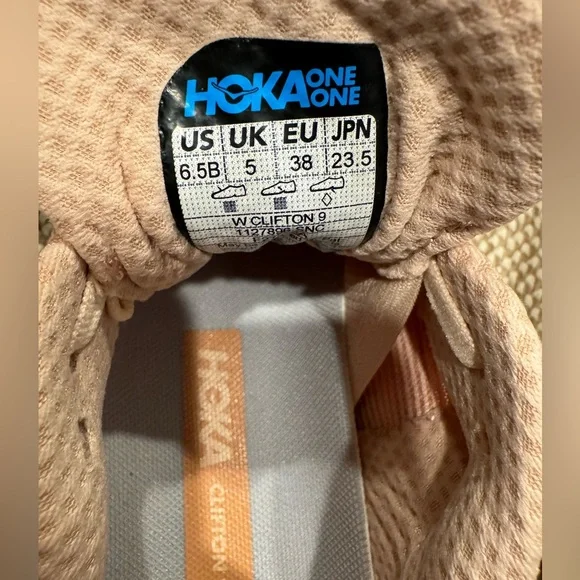 HOKA ONE ONE
US UK EU JPN
6.5B 5 38 23.5
W CLIFTON 9
HOKA CLIFTON